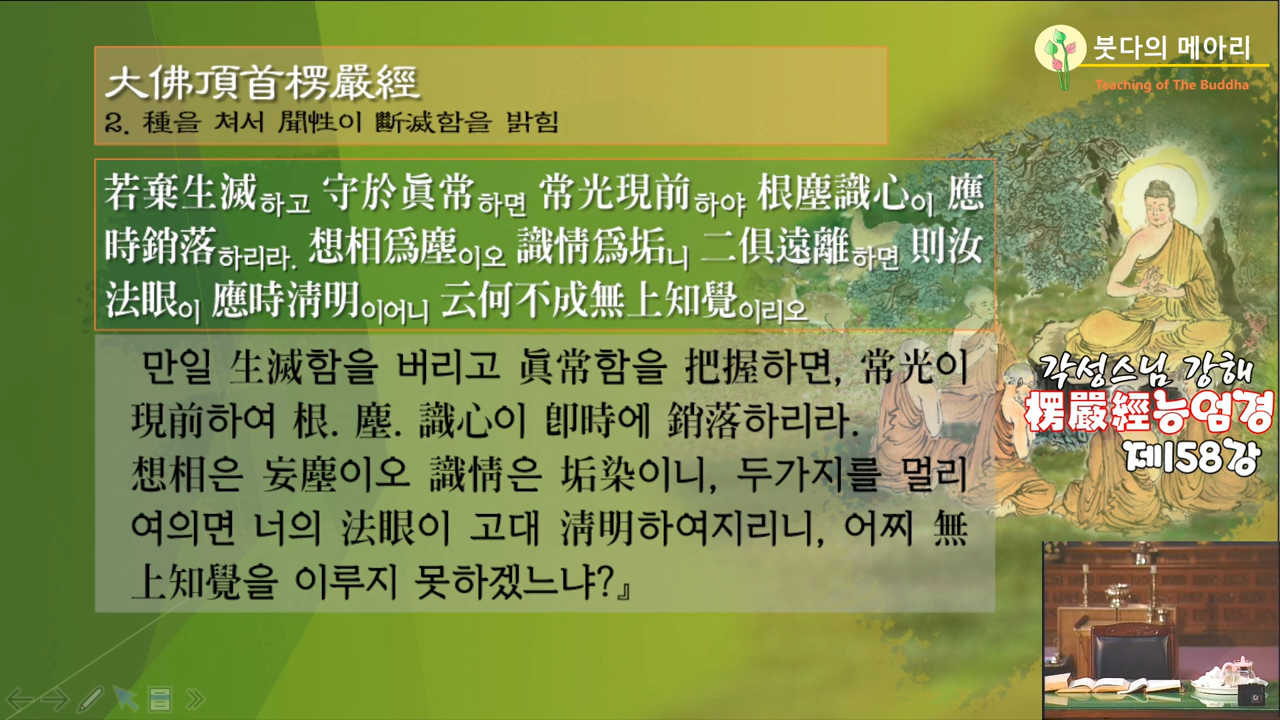 大佛頂首楞嚴經
2. 種을 쳐서 聞性이 斷滅함을 밝힘
若棄生滅하고 守於眞常하면 常光現前하야 根塵識心이 應
時銷落하리라. 想相爲塵이오 識情爲垢니 二俱遠離하면 則汝
法眼이 應時淸明이어니 云何不成無上知覺이리오
만일 生滅함을 버리고 眞常함을 把握하면, 常光이
現前하여 根. 塵. 識心이 卽時에 銷落하리라.
想相은 妄塵이오 識情은 垢染이니, 두가지를 멀리
여의면 너의 法眼이 고대 淸明하여지리니, 어찌 無
上知覺을 이루지 못하겠느냐?』
붓다의 메아리
Teaching of The Buddha
각성스님 강해
楞嚴經능엄경
제158강